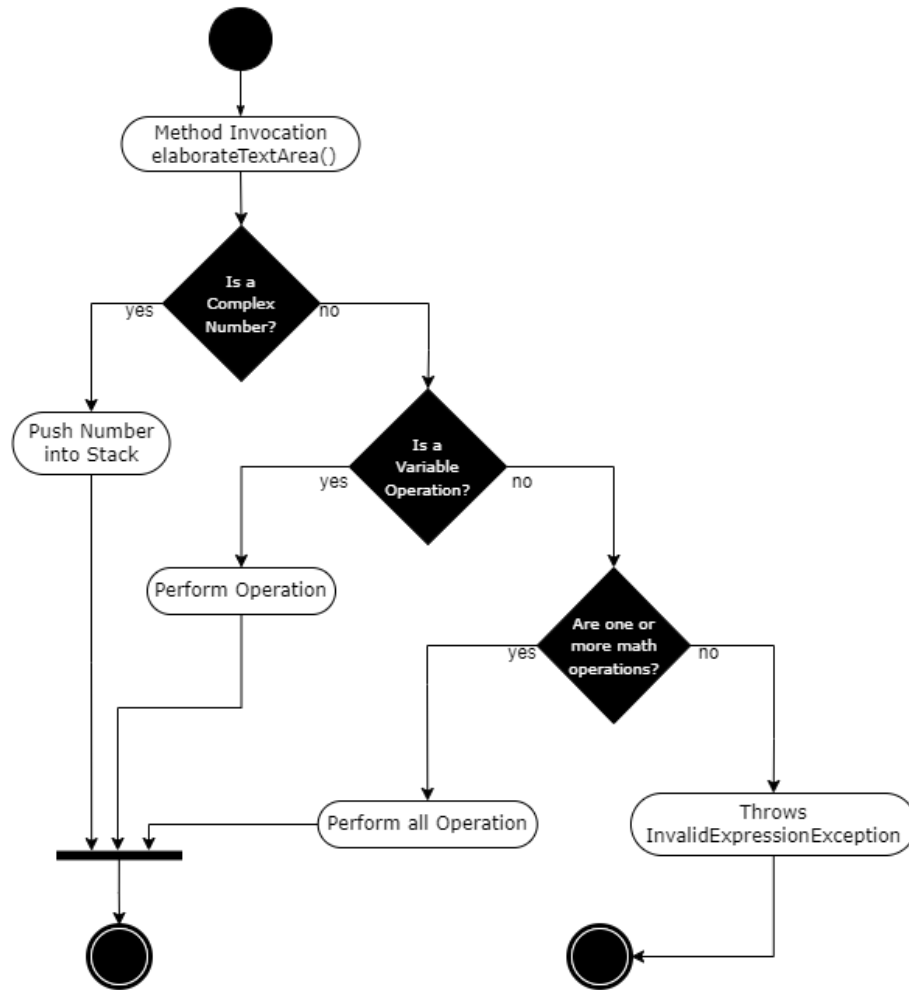 Method Invocation
elaborateTextArea()
Is a
Complex
Number?
yes
no
Push Number
into Stack
Is a
Variable
Operation?
yes
no
Perform Operation
Are one or
more math
operations?
yes
no
Perform all Operation
Throws
InvalidExpressionException